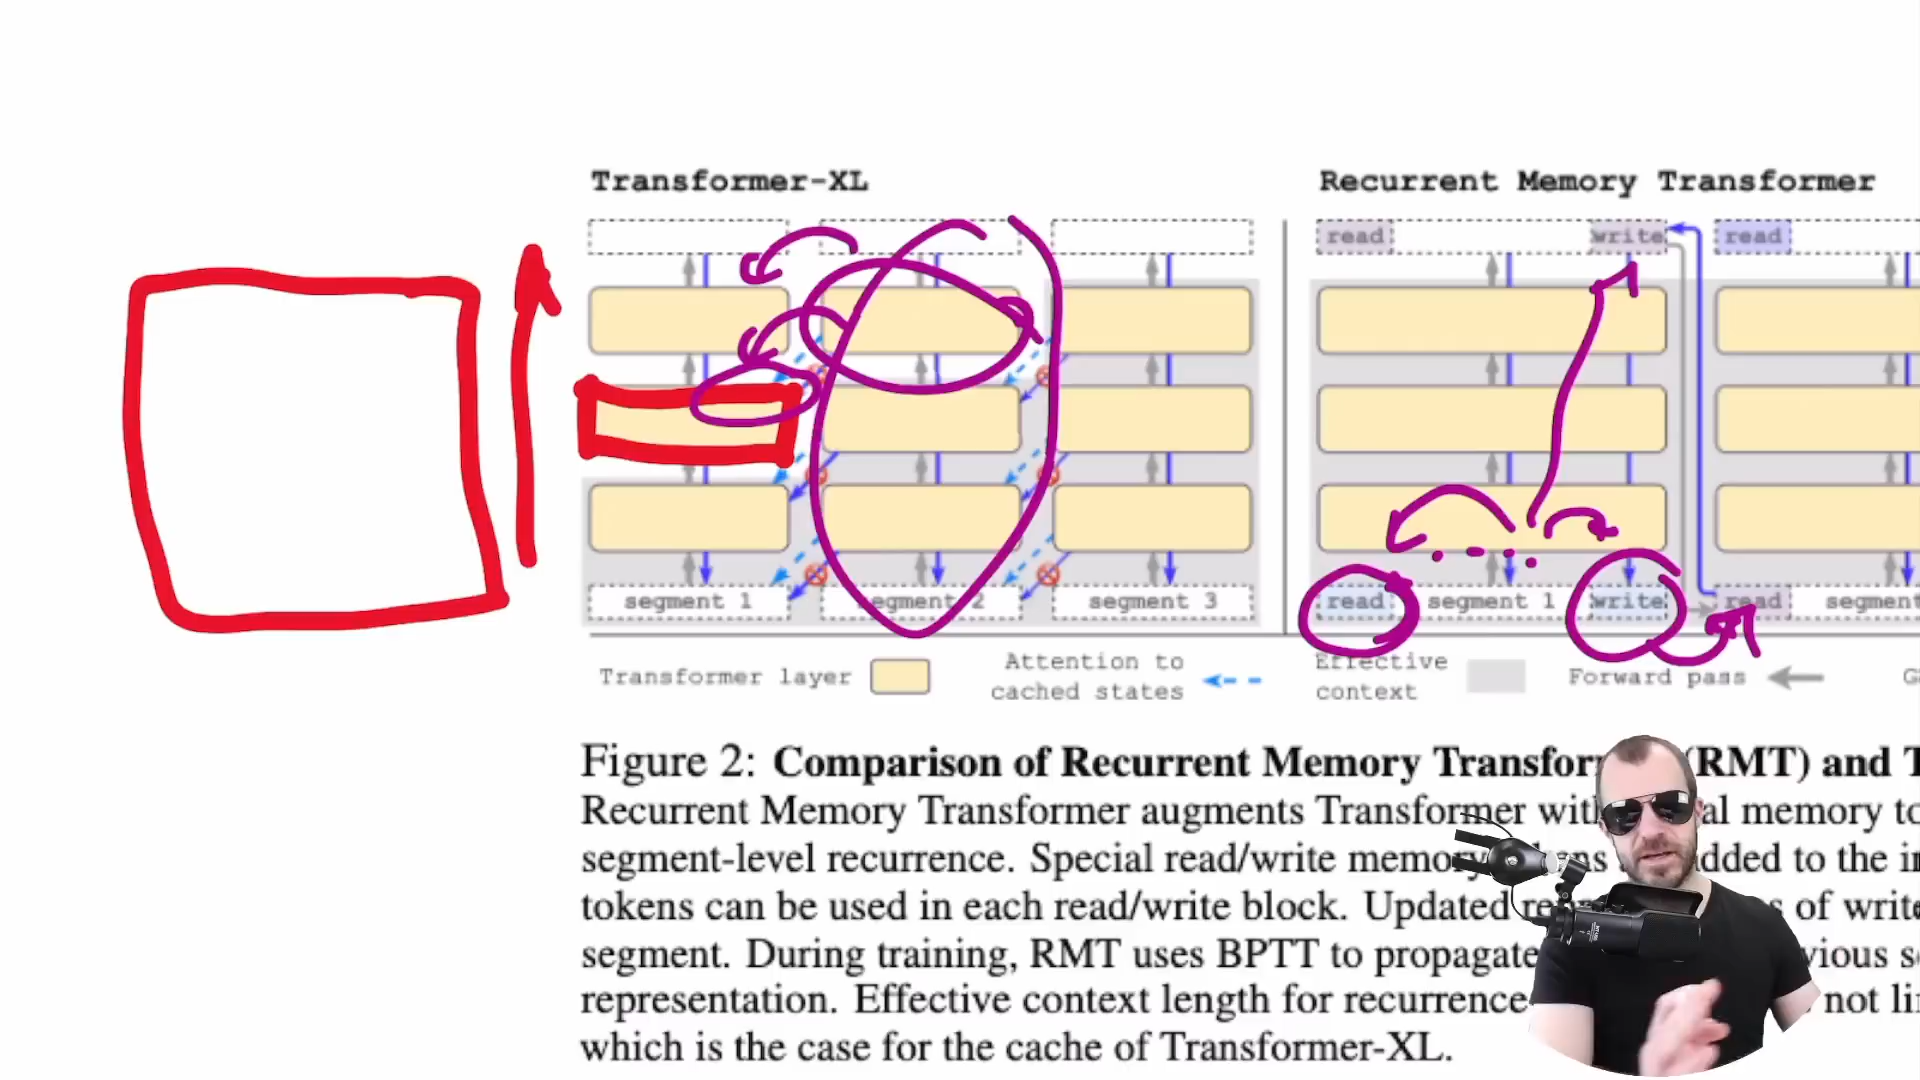 Transformer-XL
Recurrent Memory Transformer
read
write
read
segment 1
segment 2
segment 3
read
segment 1
write
read
segment
Transformer layer
Attention to
cached states
Effective
context
Forward pass
Figure 2: Comparison of Recurrent Memory Transfor (RMT) and T
Recurrent Memory Transformer augments Transformer with al memory to
segment-level recurrence. Special read/write memory added to the
tokens can be used in each read/write block. Updated of write
segment. During training, RMT uses BPTT to propagate
representation. Effective context length for recurrence not
which is the case for the cache of Transformer-XL.